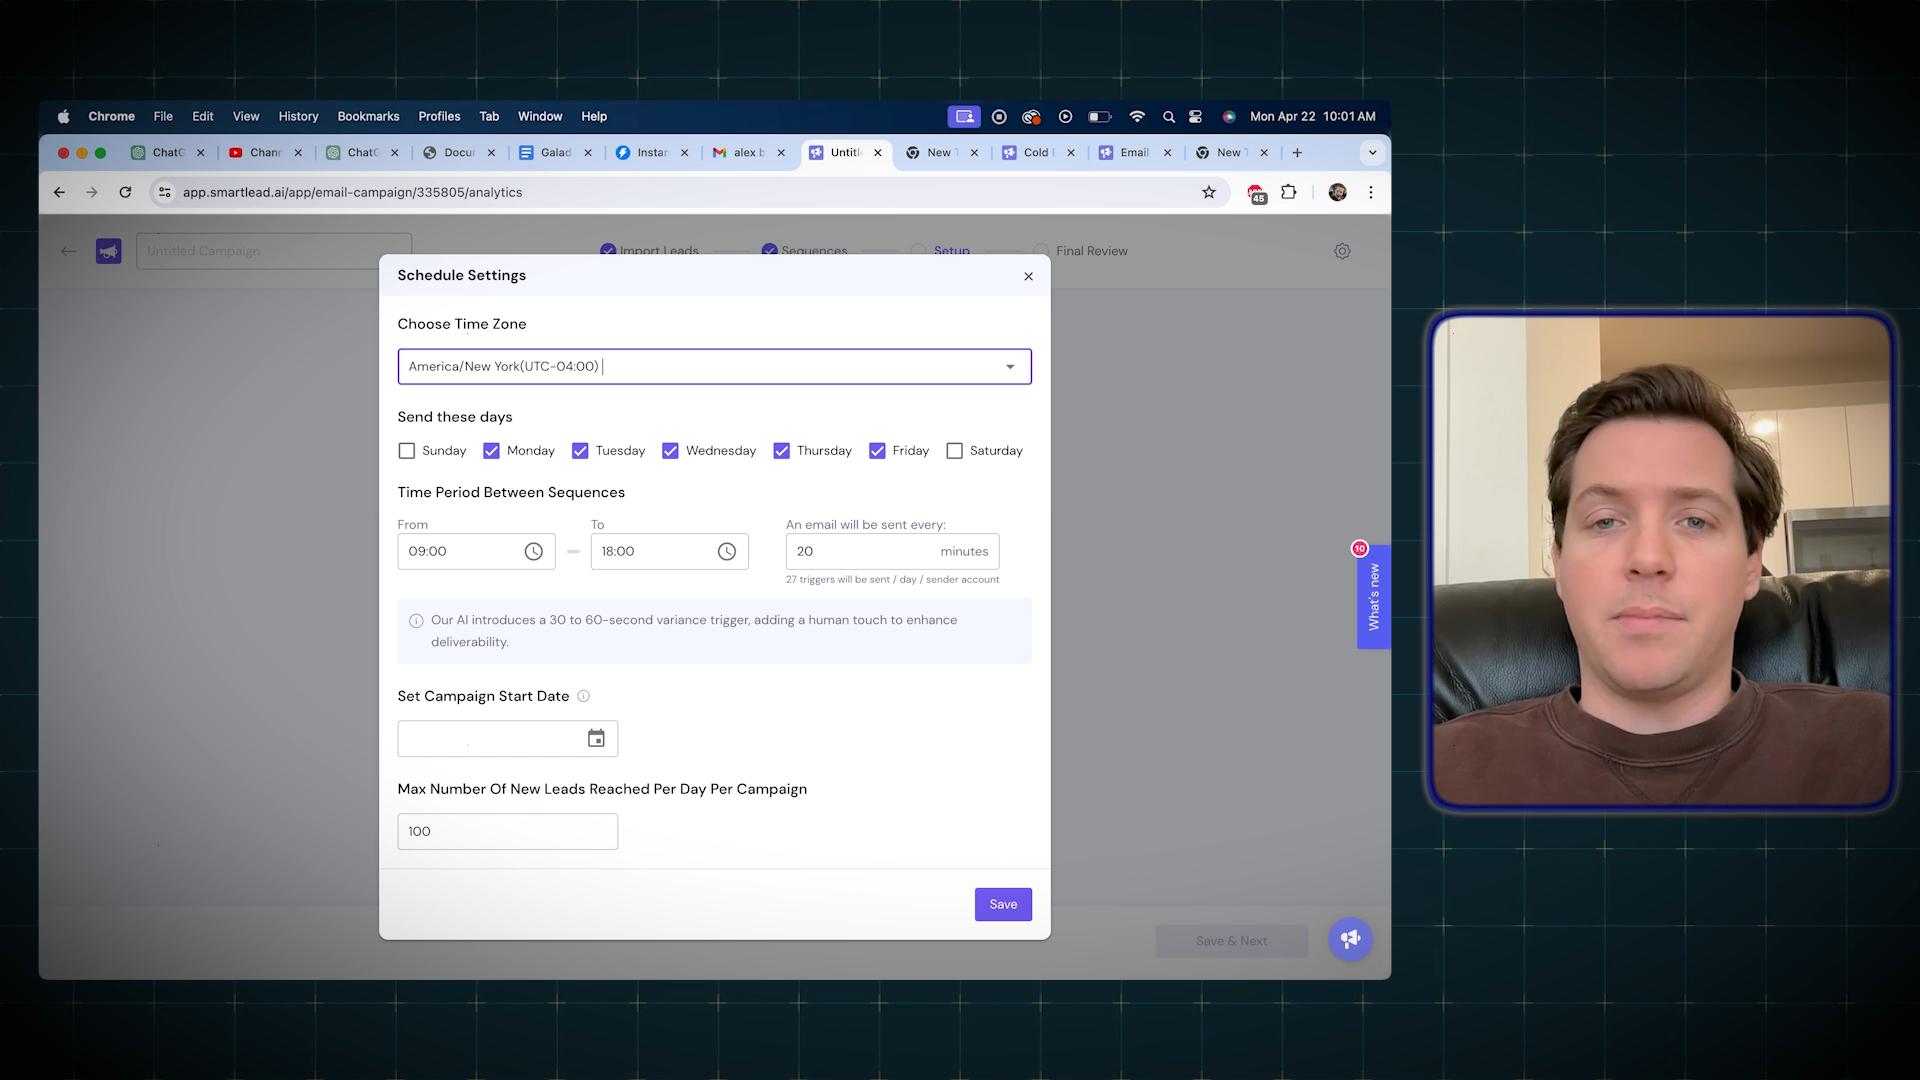 Chrome File Edit View History Bookmarks Profiles Tab Window Help Mon Apr 22 10:01 AM
ChatG Chann ChatG Docur Galad Instar alex b Untitl New T Cold E Email New T
app.smartlead.ai/app/email-campaign/335805/analytics
45
Untitled Campaign Import Leads Sequences Setup Final Review
Schedule Settings
Choose Time Zone
America/New York(UTC-04:00)
Send these days
Sunday Monday Tuesday Wednesday Thursday Friday Saturday
Time Period Between Sequences
From To An email will be sent every:
09:00 18:00 20 minutes
27 triggers will be sent / day / sender account
Our AI introduces a 30 to 60-second variance trigger, adding a human touch to enhance
deliverability.
Set Campaign Start Date
Max Number Of New Leads Reached Per Day Per Campaign
100
Save
Save & Next
10
What's new